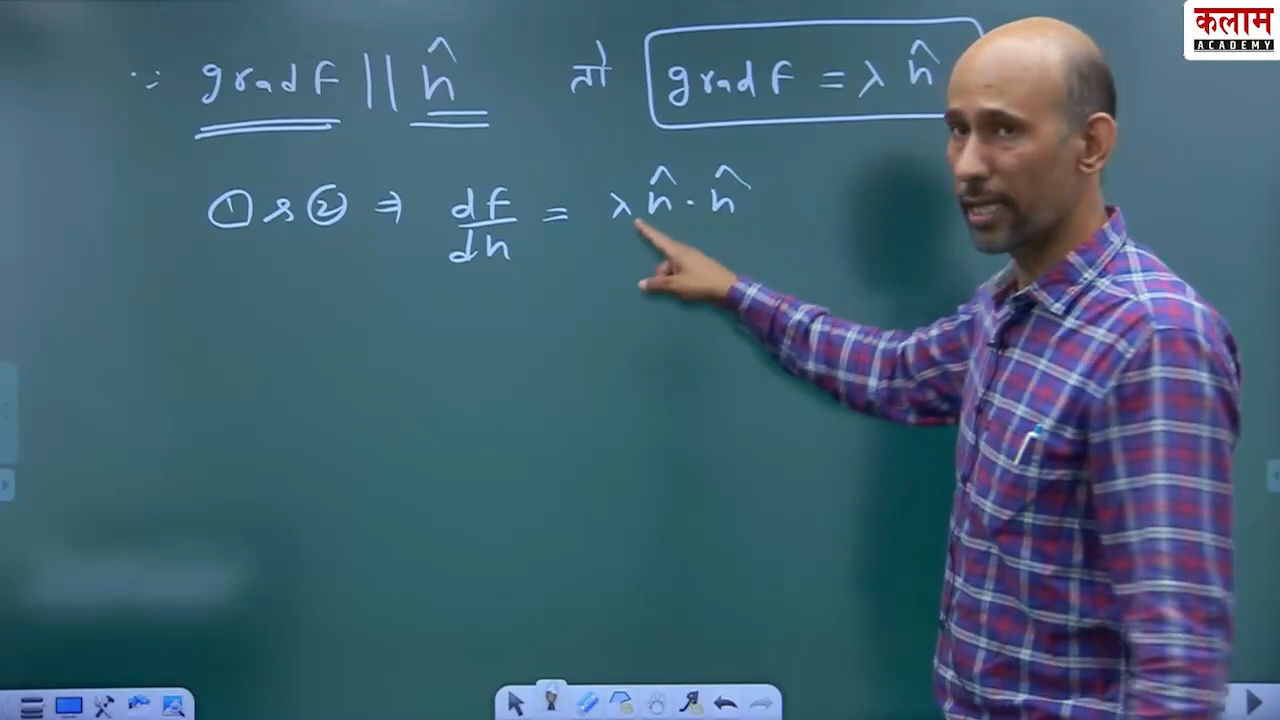 कलाम
ACADEMY
∵ grad f || n̂ तो grad f = λ n̂
① व ② ⇒ df/dn = λ n̂ · n̂